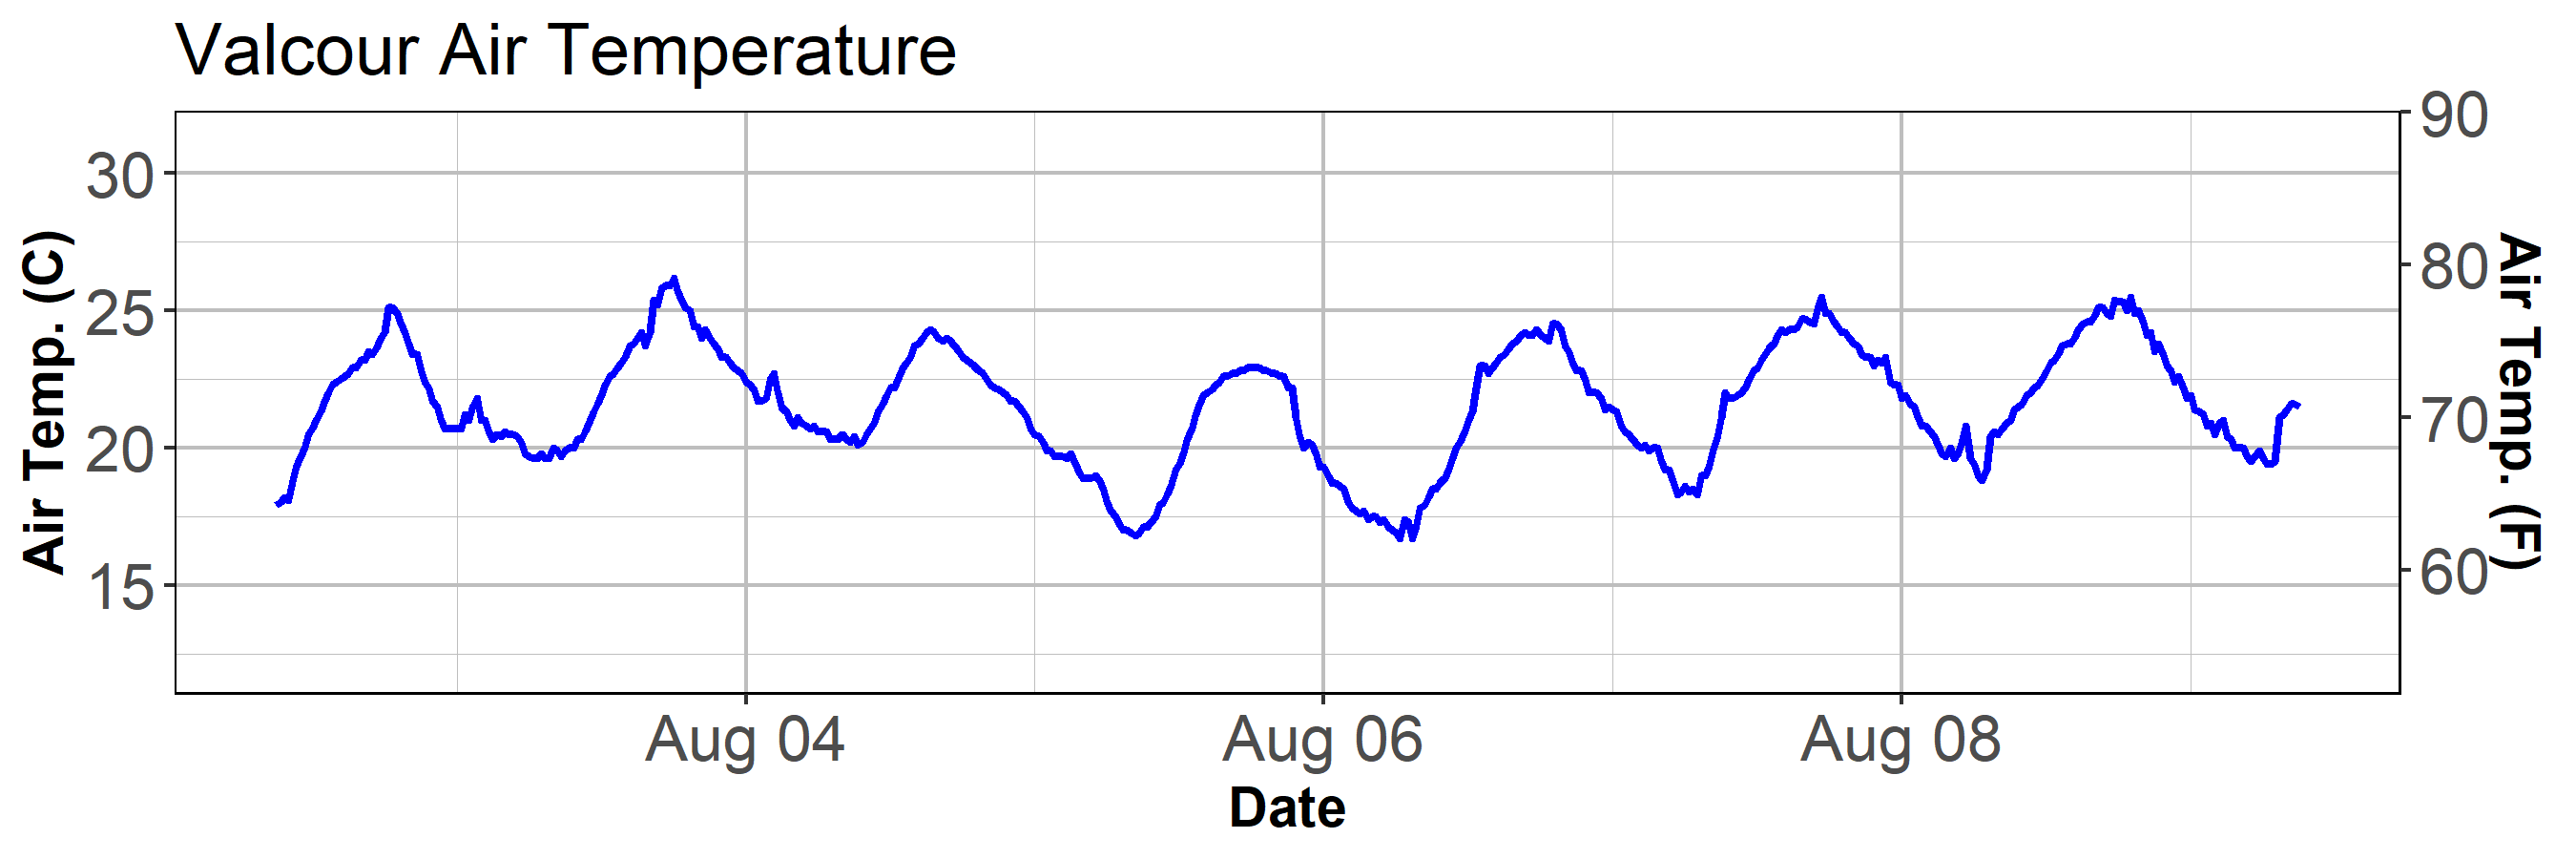 Valcour Air Temperature
Air Temp. (C)
30
25
20
15
90
80
70
60
Air Temp. (F)
Aug 04
Aug 06
Aug 08
Date